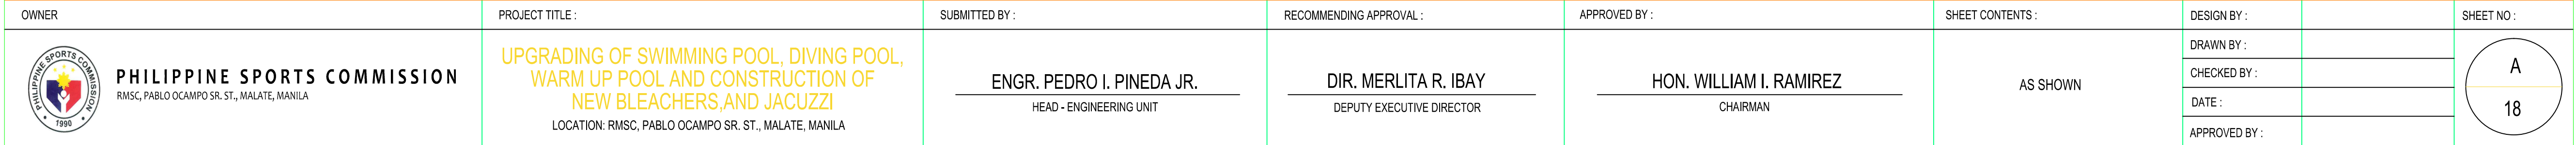 OWNER
PHILIPPINE SPORTS COMMISSION
1990
PHILIPPINE SPORTS COMMISSION
RMSC, PABLO OCAMPO SR. ST., MALATE, MANILA
PROJECT TITLE :
UPGRADING OF SWIMMING POOL, DIVING POOL,
WARM UP POOL AND CONSTRUCTION OF
NEW BLEACHERS,AND JACUZZI
LOCATION: RMSC, PABLO OCAMPO SR. ST., MALATE, MANILA
SUBMITTED BY :
ENGR. PEDRO I. PINEDA JR.
HEAD - ENGINEERING UNIT
RECOMMENDING APPROVAL :
DIR. MERLITA R. IBAY
DEPUTY EXECUTIVE DIRECTOR
APPROVED BY :
HON. WILLIAM I. RAMIREZ
CHAIRMAN
SHEET CONTENTS :
AS SHOWN
DESIGN BY :
DRAWN BY :
CHECKED BY :
DATE :
APPROVED BY :
SHEET NO :
A
18